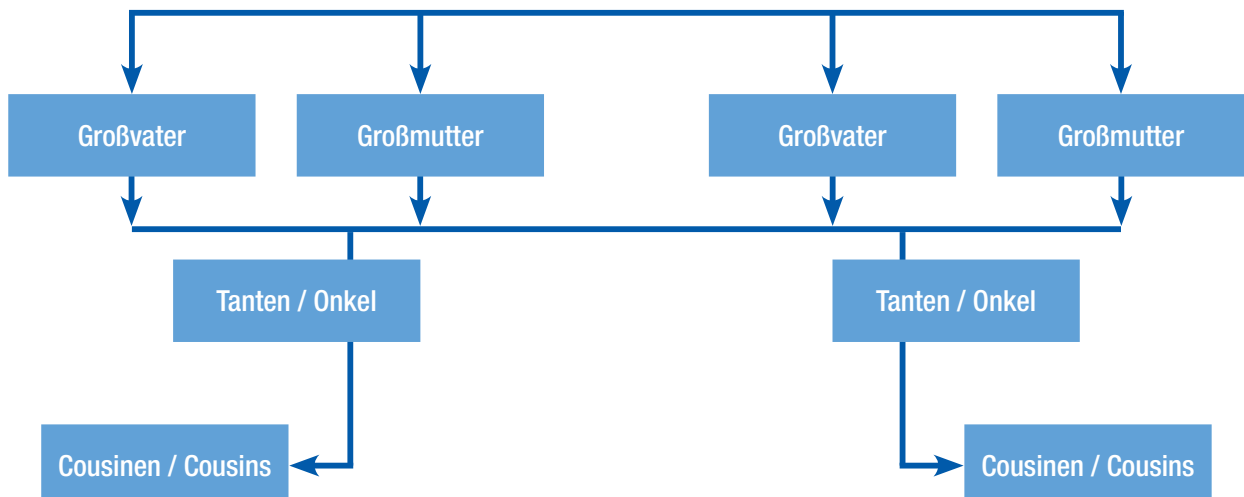 Großvater
Großmutter
Großvater
Großmutter
Tanten / Onkel
Tanten / Onkel
Cousinen / Cousins
Cousinen / Cousins